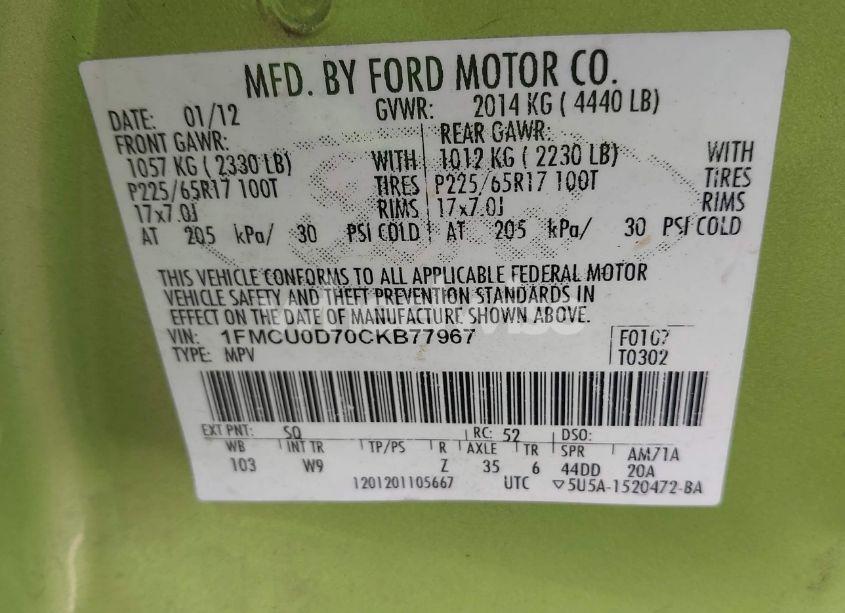 MFD. BY FORD MOTOR CO.
DATE: 01/12 GVWR: 2014 KG ( 4440 LB)
FRONT GAWR: REAR GAWR:
1057 KG ( 2330 LB) WITH 1012 KG ( 2230 LB) WITH
P225/65R17 100T TIRES P225/65R17 100T TIRES
17x7.0J RIMS 17x7.0J RIMS
AT 205 kPa/ 30 PSI COLD AT 205 kPa/ 30 PSI COLD
THIS VEHICLE CONFORMS TO ALL APPLICABLE FEDERAL MOTOR
VEHICLE SAFETY AND THEFT PREVENTION STANDARDS IN
EFFECT ON THE DATE OF MANUFACTURE SHOWN ABOVE.
VIN: 1FMCU0D70CKB77967
TYPE: MPV
T0302
EXT PNT: SQ RC: 52 DSO:
WB INT TR TP/PS R AXLE TR SPR AM71A
103 W9 Z 35 6 44DD 20A
1201201105667 UTC ▽5U5A-1520472-BA